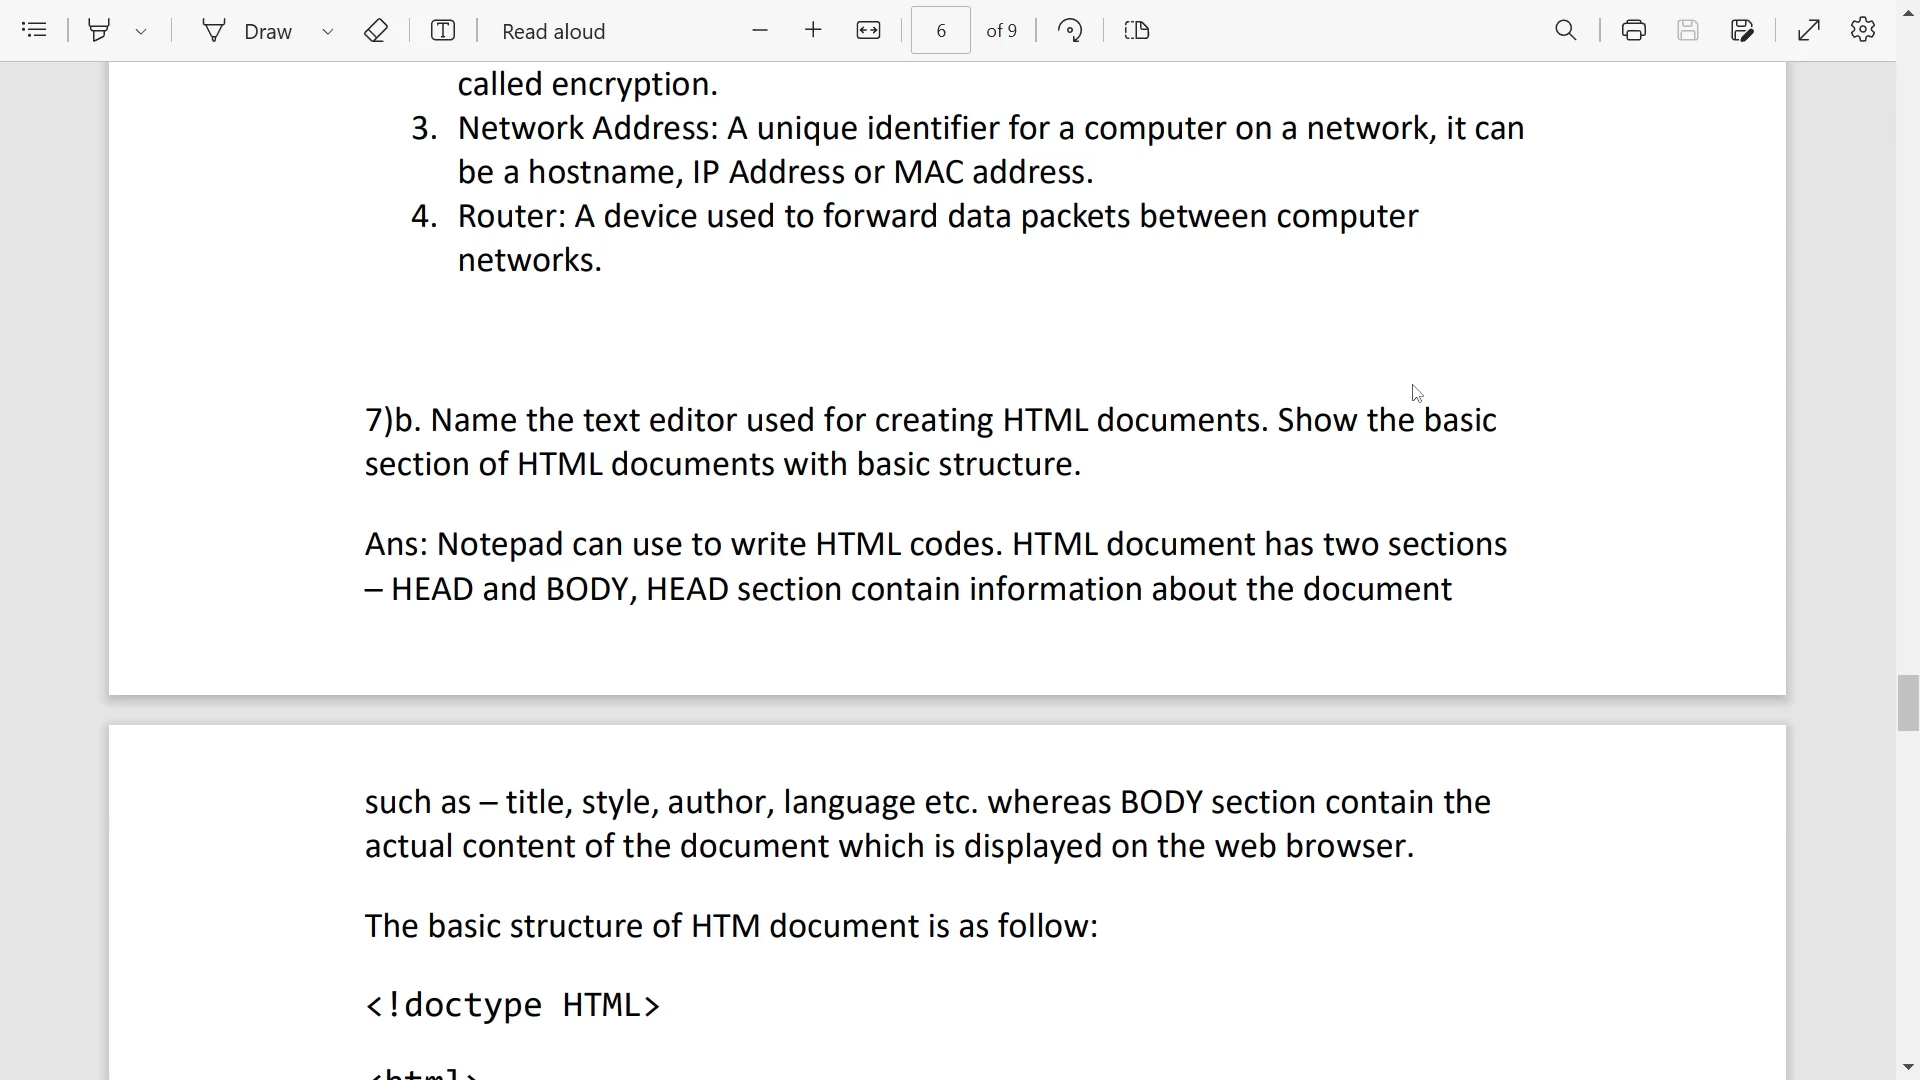 Draw
Read aloud
6 of 9
called encryption.
3. Network Address: A unique identifier for a computer on a network, it can
be a hostname, IP Address or MAC address.
4. Router: A device used to forward data packets between computer
networks.
7)b. Name the text editor used for creating HTML documents. Show the basic
section of HTML documents with basic structure.
Ans: Notepad can use to write HTML codes. HTML document has two sections
– HEAD and BODY, HEAD section contain information about the document
such as – title, style, author, language etc. whereas BODY section contain the
actual content of the document which is displayed on the web browser.
The basic structure of HTM document is as follow:
<!doctype HTML>
<html>